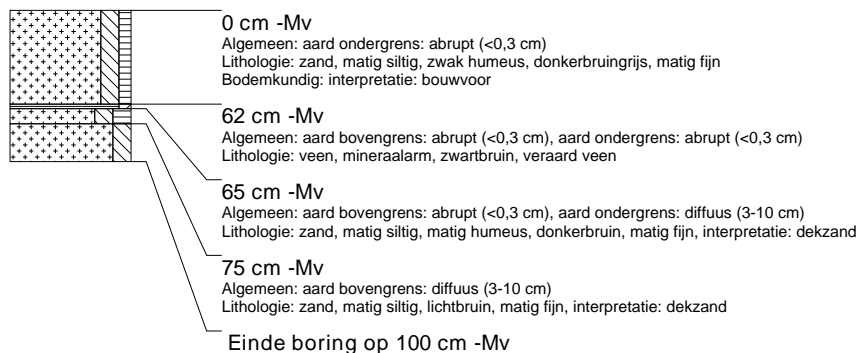 0 cm -Mv
Algemeen: aard ondergrens: abrupt (<0,3 cm)
Lithologie: zand, matig siltig, zwak humeus, donkerbruingrijs, matig fijn
Bodemkundig: interpretatie: bouwvoor
62 cm -Mv
Algemeen: aard bovengrens: abrupt (<0,3 cm), aard ondergrens: abrupt (<0,3 cm)
Lithologie: veen, mineraalarm, zwartbruin, veraard veen
65 cm -Mv
Algemeen: aard bovengrens: abrupt (<0,3 cm), aard ondergrens: diffuus (3-10 cm)
Lithologie: zand, matig siltig, matig humeus, donkerbruin, matig fijn, interpretatie: dekzand
75 cm -Mv
Algemeen: aard bovengrens: diffuus (3-10 cm)
Lithologie: zand, matig siltig, lichtbruin, matig fijn, interpretatie: dekzand
Einde boring op 100 cm -Mv